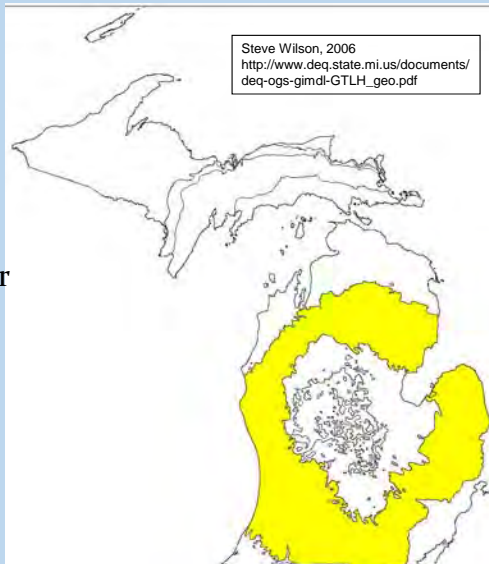 Steve Wilson, 2006
http://www.deq.state.mi.us/documents/
deq-ogs-gimdl-GTLH_geo.pdf
r